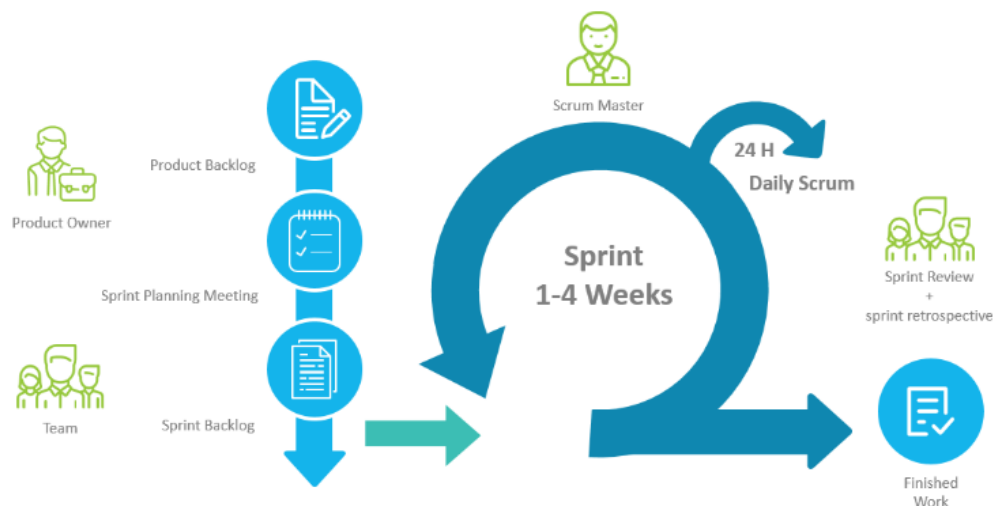 Scrum Master
24 H
Daily Scrum
Product Backlog
Product Owner
Sprint Planning Meeting
Sprint
1-4 Weeks
Sprint Review
+
sprint retrospective
Team
Sprint Backlog
Finished
Work